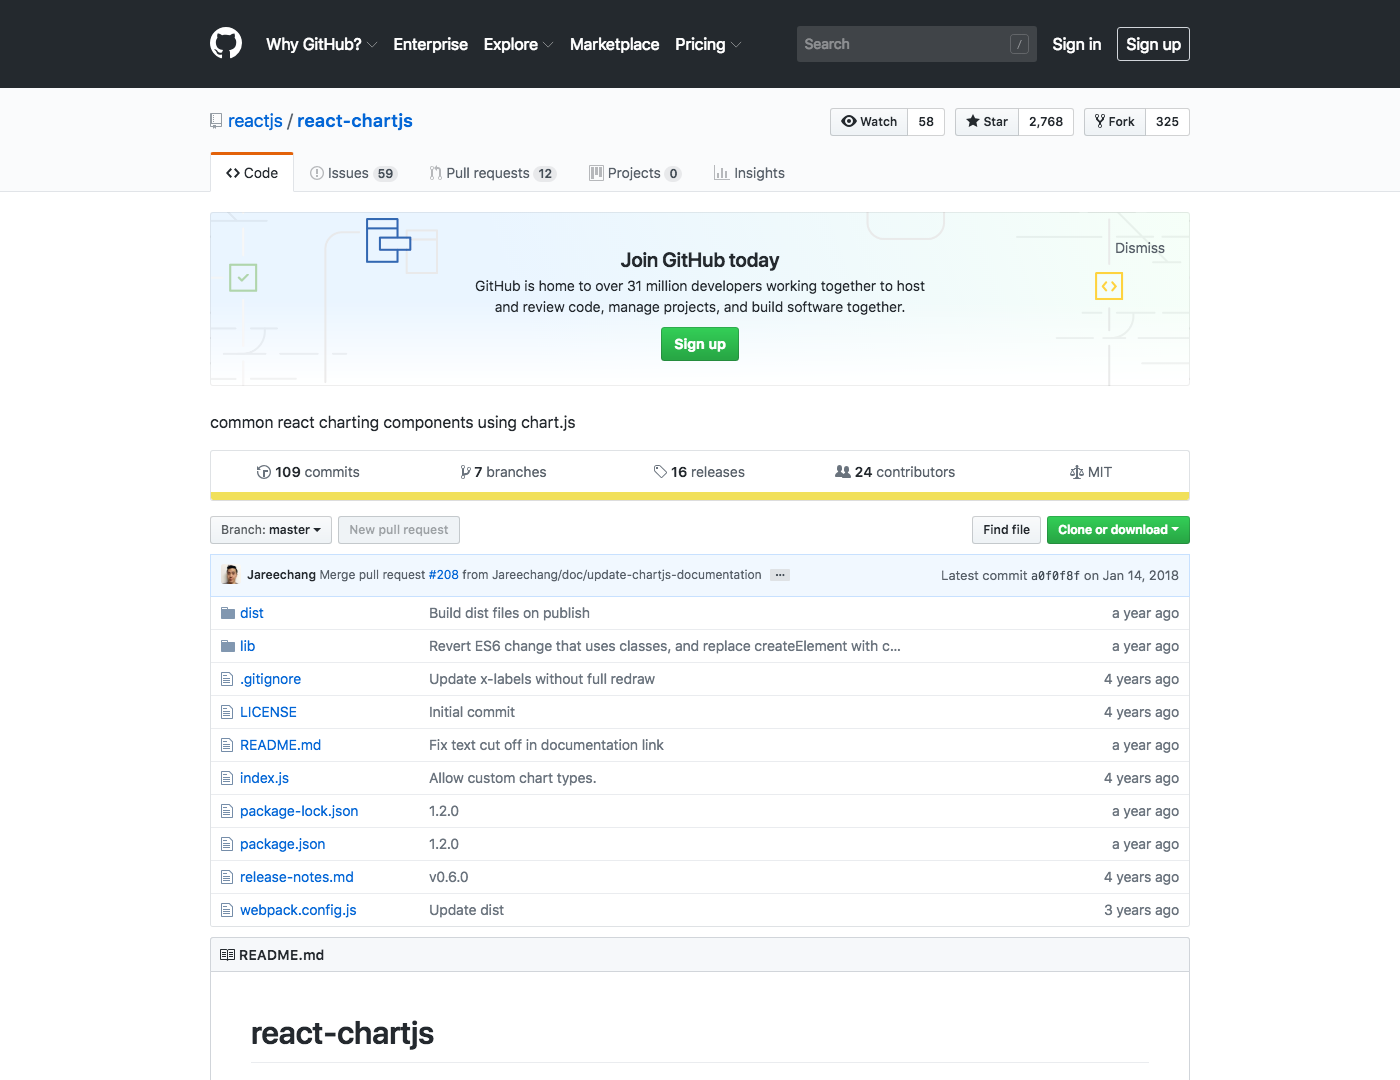 Why GitHub? Enterprise Explore Marketplace Pricing Search / Sign in Sign up
reactjs / react-chartjs Watch 58 Star 2,768 Fork 325
Code Issues 59 Pull requests 12 Projects 0 Insights
Dismiss
Join GitHub today
GitHub is home to over 31 million developers working together to host
and review code, manage projects, and build software together.
Sign up
common react charting components using chart.js
109 commits 7 branches 16 releases 24 contributors MIT
Branch: master New pull request Find file Clone or download
Jareechang Merge pull request #208 from Jareechang/doc/update-chartjs-documentation … Latest commit a0f0f8f on Jan 14, 2018
dist Build dist files on publish a year ago
lib Revert ES6 change that uses classes, and replace createElement with c… a year ago
.gitignore Update x-labels without full redraw 4 years ago
LICENSE Initial commit 4 years ago
README.md Fix text cut off in documentation link a year ago
index.js Allow custom chart types. 4 years ago
package-lock.json 1.2.0 a year ago
package.json 1.2.0 a year ago
release-notes.md v0.6.0 4 years ago
webpack.config.js Update dist 3 years ago
README.md
react-chartjs